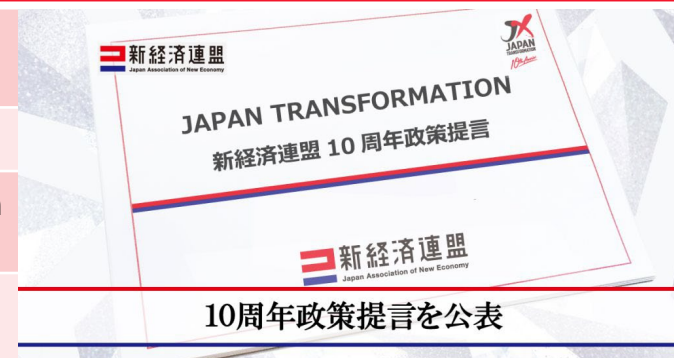 新経済連盟
Japan Association of New Economy
JX
JAPAN
TRANSFORMATION
JAPAN TRANSFORMATION
新経済連盟 10 周年政策提言
新経済連盟
Japan Association of New Economy
10周年政策提言を公表